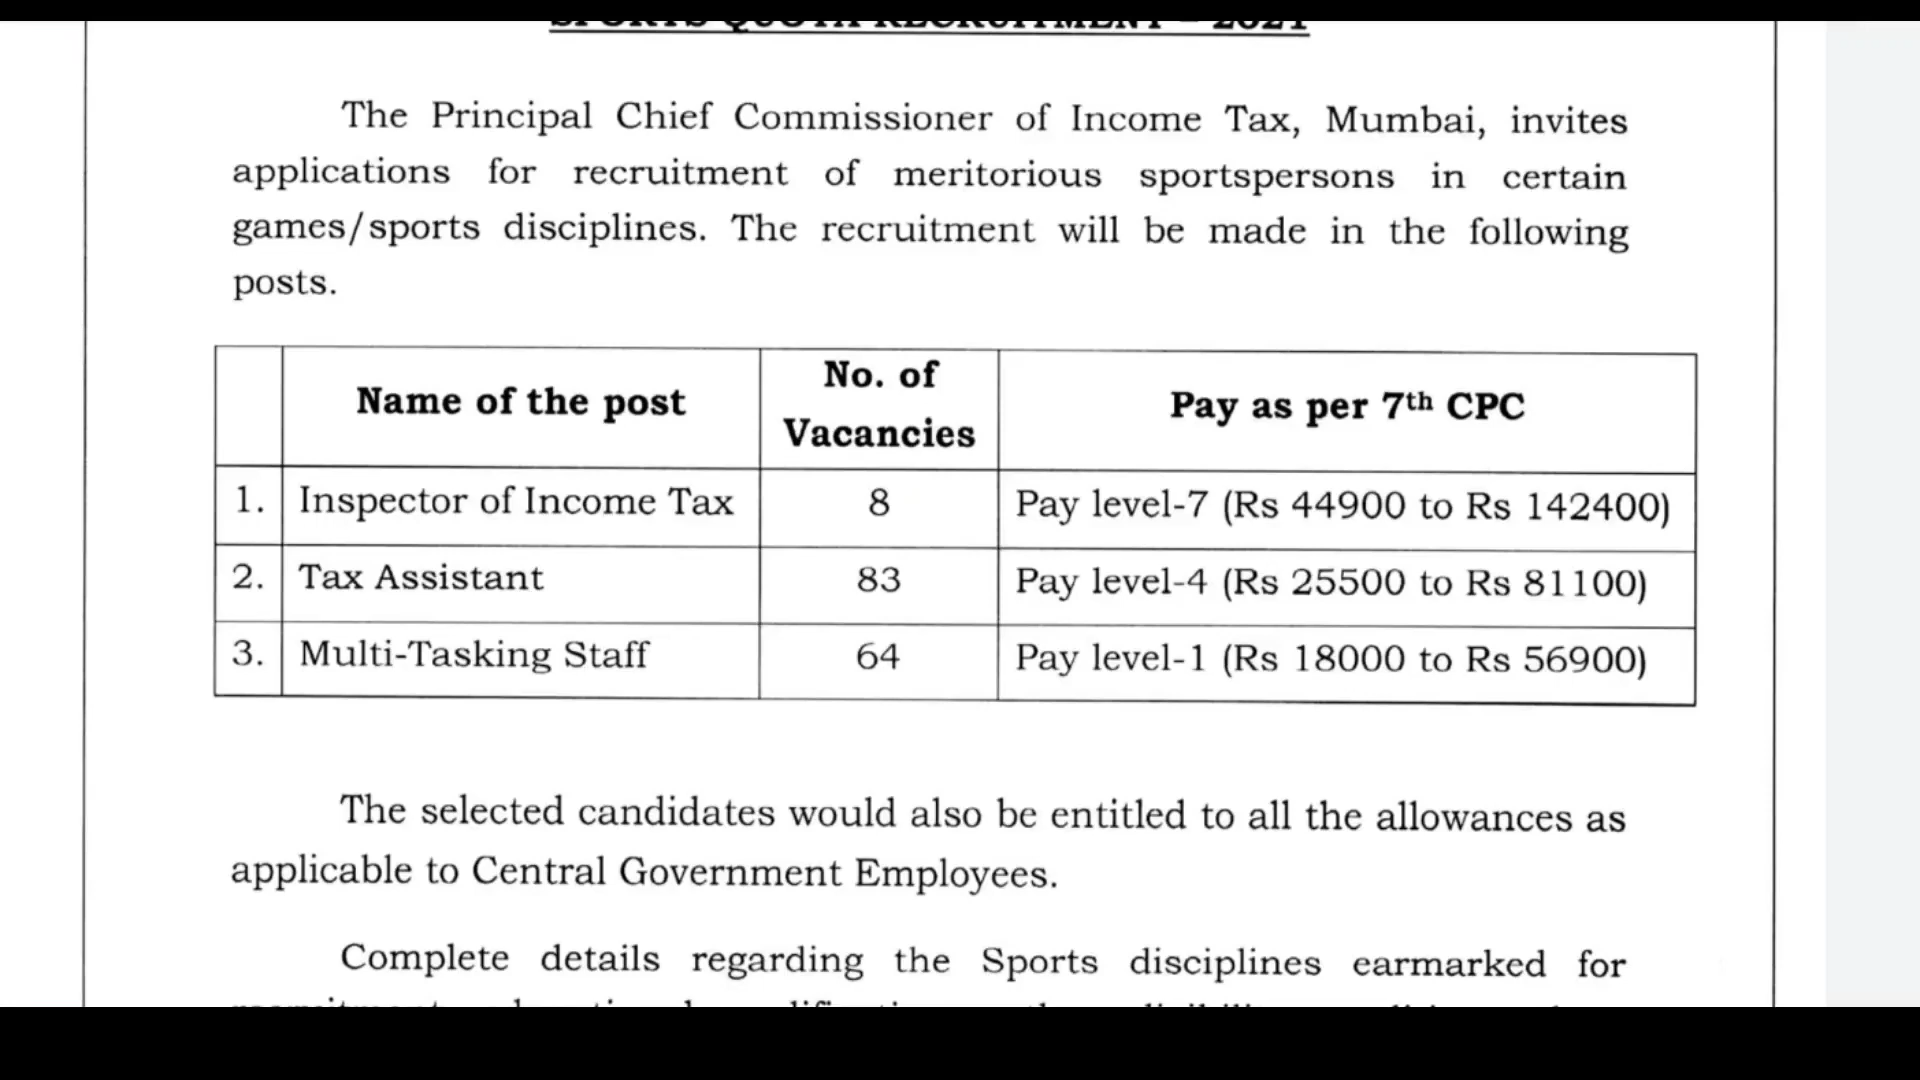 SPORTS QUOTA RECRUITMENT – 2021
The Principal Chief Commissioner of Income Tax, Mumbai, invites
applications for recruitment of meritorious sportspersons in certain
games/sports disciplines. The recruitment will be made in the following
posts.
Name of the post No. of Vacancies Pay as per 7th CPC
1. Inspector of Income Tax 8 Pay level-7 (Rs 44900 to Rs 142400)
2. Tax Assistant 83 Pay level-4 (Rs 25500 to Rs 81100)
3. Multi-Tasking Staff 64 Pay level-1 (Rs 18000 to Rs 56900)
The selected candidates would also be entitled to all the allowances as
applicable to Central Government Employees.
Complete details regarding the Sports disciplines earmarked for